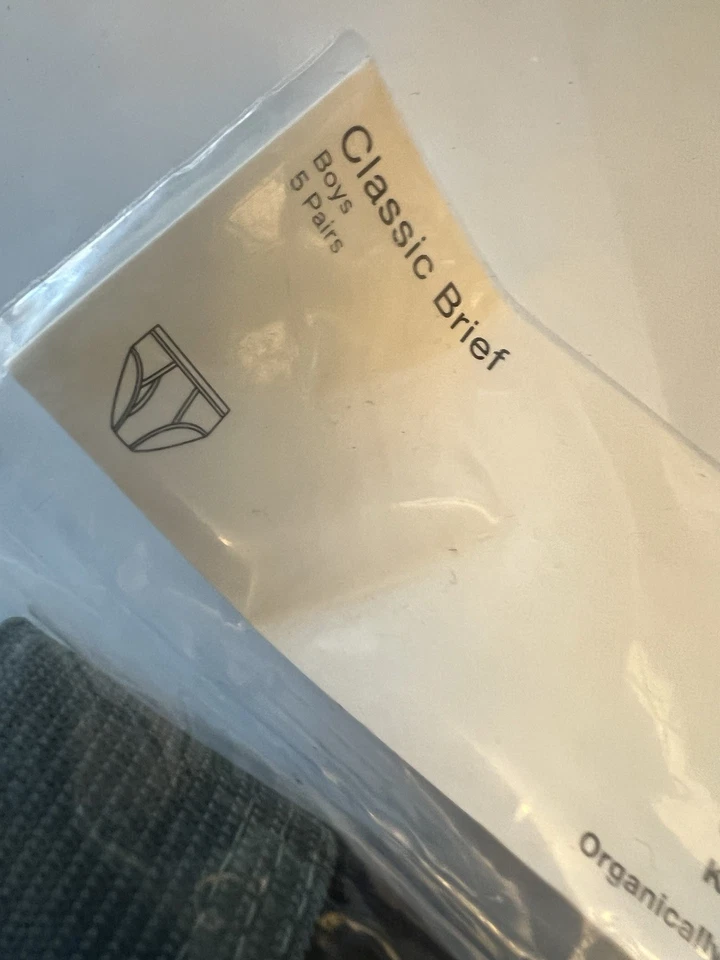 Classic Brief
Boys
5 Pairs
Organically